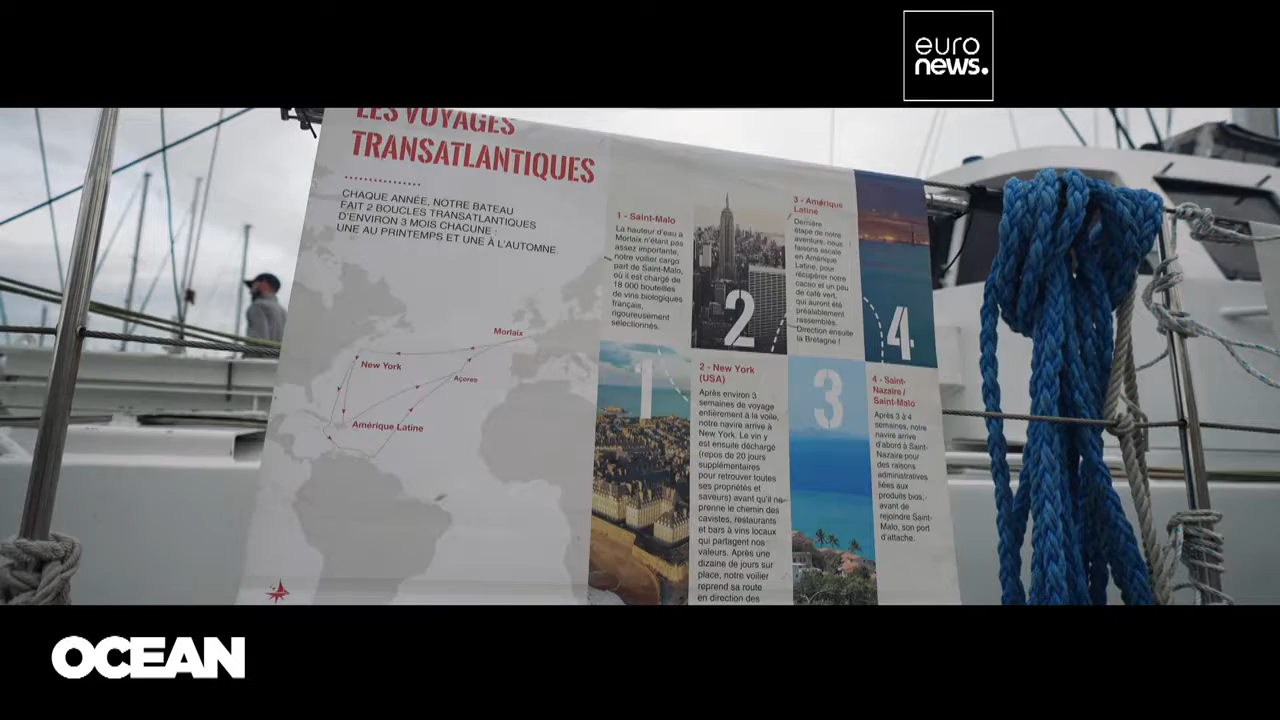 euro
news.
LES VOYAGES
TRANSATLANTIQUES
CHAQUE ANNÉE, NOTRE BATEAU
FAIT 2 BOUCLES TRANSATLANTIQUES
D'ENVIRON 3 MOIS CHACUNE :
UNE AU PRINTEMPS ET UNE À L'AUTOMNE.
Morlaix
New York
Açores
Amérique Latine
1 - Saint-Malo
La hauteur d'eau à
Morlaix n'étant pas
assez importante,
notre voilier cargo
part de Saint-Malo,
où il est chargé de
18 000 bouteilles
de vins biologiques
français,
rigoureusement
sélectionnés.
1
2
2 - New York
(USA)
Après environ 3
semaines de voyage
entièrement à la voile,
notre navire arrive à
New York. Le vin y
est ensuite déchargé
(repos de 20 jours
supplémentaires
pour retrouver toutes
ses propriétés et
saveurs) avant qu'il ne
prenne le chemin des
cavistes, restaurants
et bars à vins locaux
qui partagent nos
valeurs. Après une
dizaine de jours sur
place, notre voilier
reprend sa route
en direction des
3 - Amérique
Latine
Dernière
étape de notre
aventure, nous
faisons escale
en Amérique
Latine, pour
récupérer notre
cacao et un peu
de café vert,
qui auront été
préalablement
rassemblés.
Direction ensuite
la Bretagne !
3
4
4 - Saint-
Nazaire /
Saint-Malo
Après 3 à 4
semaines, notre
navire arrive
d'abord à Saint-
Nazaire pour
des raisons
administratives
liées aux
produits bios,
avant de
rejoindre Saint-
Malo, son port
d'attache.
OCEAN